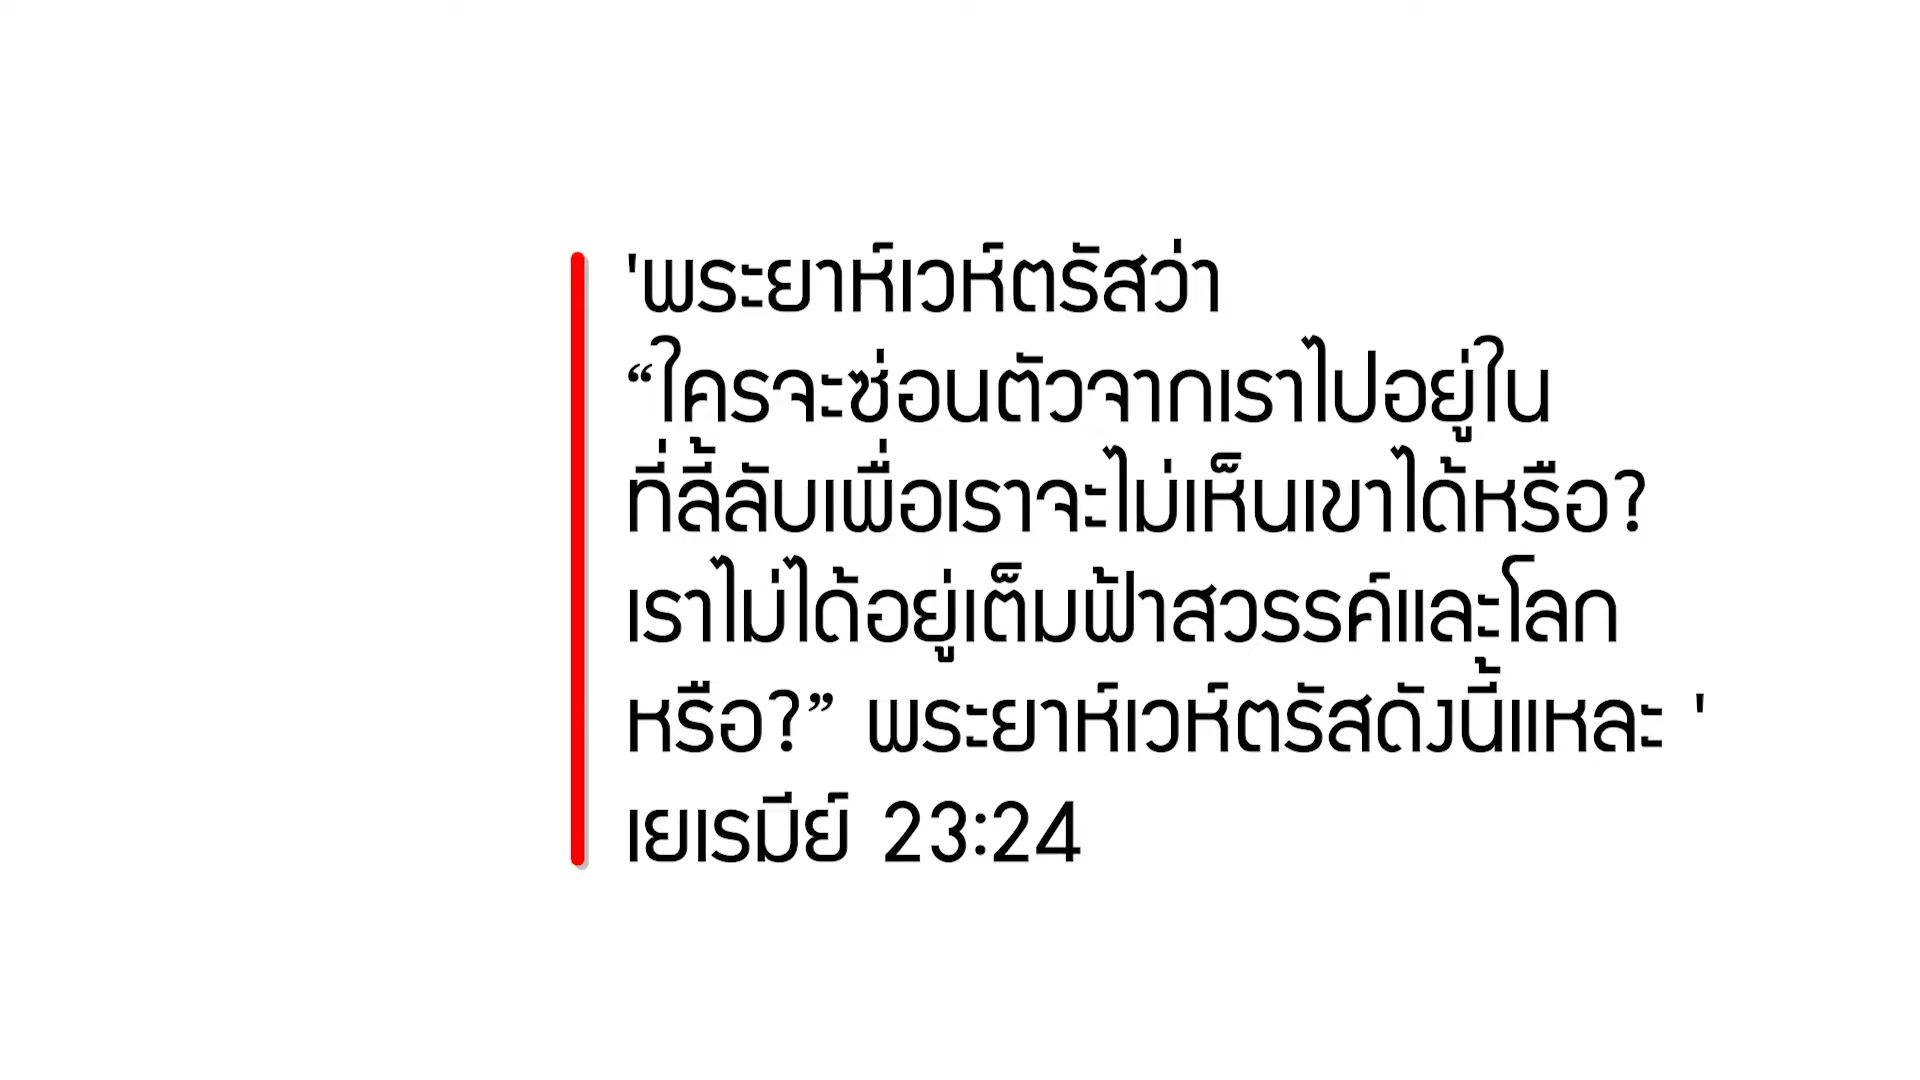 'พระยาห์เวห์ตรัสว่า
“ใครจะซ่อนตัวจากเราไปอยู่ใน
ที่ลี้ลับเพื่อเราจะไม่เห็นเขาได้หรือ?
เราไม่ได้อยู่เต็มฟ้าสวรรค์และโลก
หรือ?” พระยาห์เวห์ตรัสดังนี้แหละ '
เยเรมีย์ 23:24